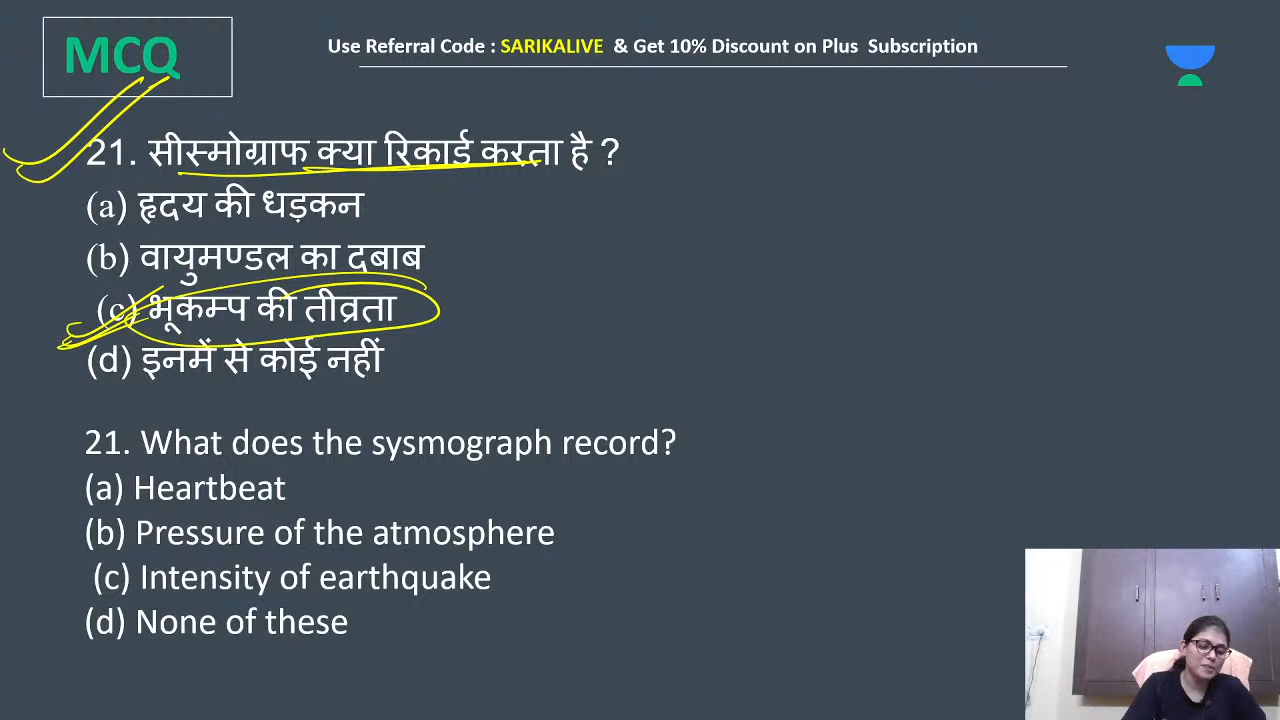 MCQ
Use Referral Code : SARIKALIVE & Get 10% Discount on Plus Subscription
21. सीस्मोग्राफ क्या रिकार्ड करता है ?
(a) हृदय की धड़कन
(b) वायुमण्डल का दबाब
(c) भूकम्प की तीव्रता
(d) इनमें से कोई नहीं
21. What does the sysmograph record?
(a) Heartbeat
(b) Pressure of the atmosphere
(c) Intensity of earthquake
(d) None of these